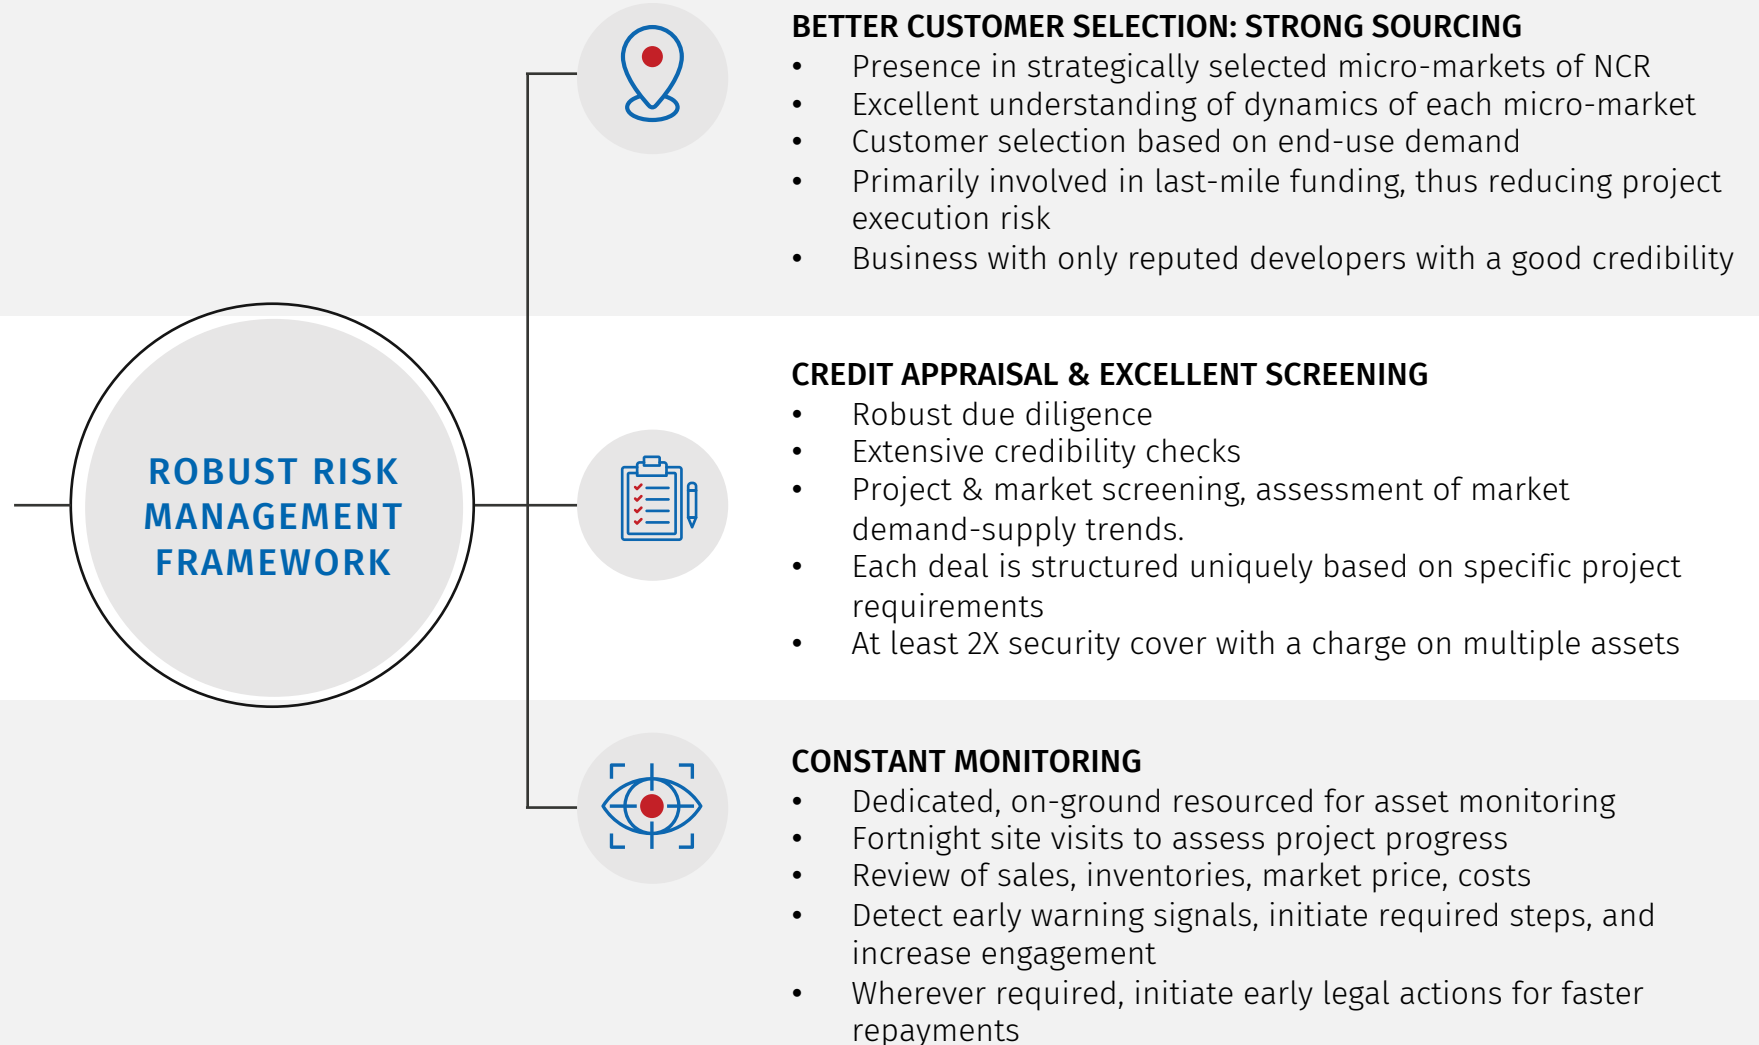 ROBUST RISK
MANAGEMENT
FRAMEWORK
BETTER CUSTOMER SELECTION: STRONG SOURCING
• Presence in strategically selected micro-markets of NCR
• Excellent understanding of dynamics of each micro-market
• Customer selection based on end-use demand
• Primarily involved in last-mile funding, thus reducing project
execution risk
• Business with only reputed developers with a good credibility
CREDIT APPRAISAL & EXCELLENT SCREENING
• Robust due diligence
• Extensive credibility checks
• Project & market screening, assessment of market
demand-supply trends.
• Each deal is structured uniquely based on specific project
requirements
• At least 2X security cover with a charge on multiple assets
CONSTANT MONITORING
• Dedicated, on-ground resourced for asset monitoring
• Fortnight site visits to assess project progress
• Review of sales, inventories, market price, costs
• Detect early warning signals, initiate required steps, and
increase engagement
• Wherever required, initiate early legal actions for faster
repayments